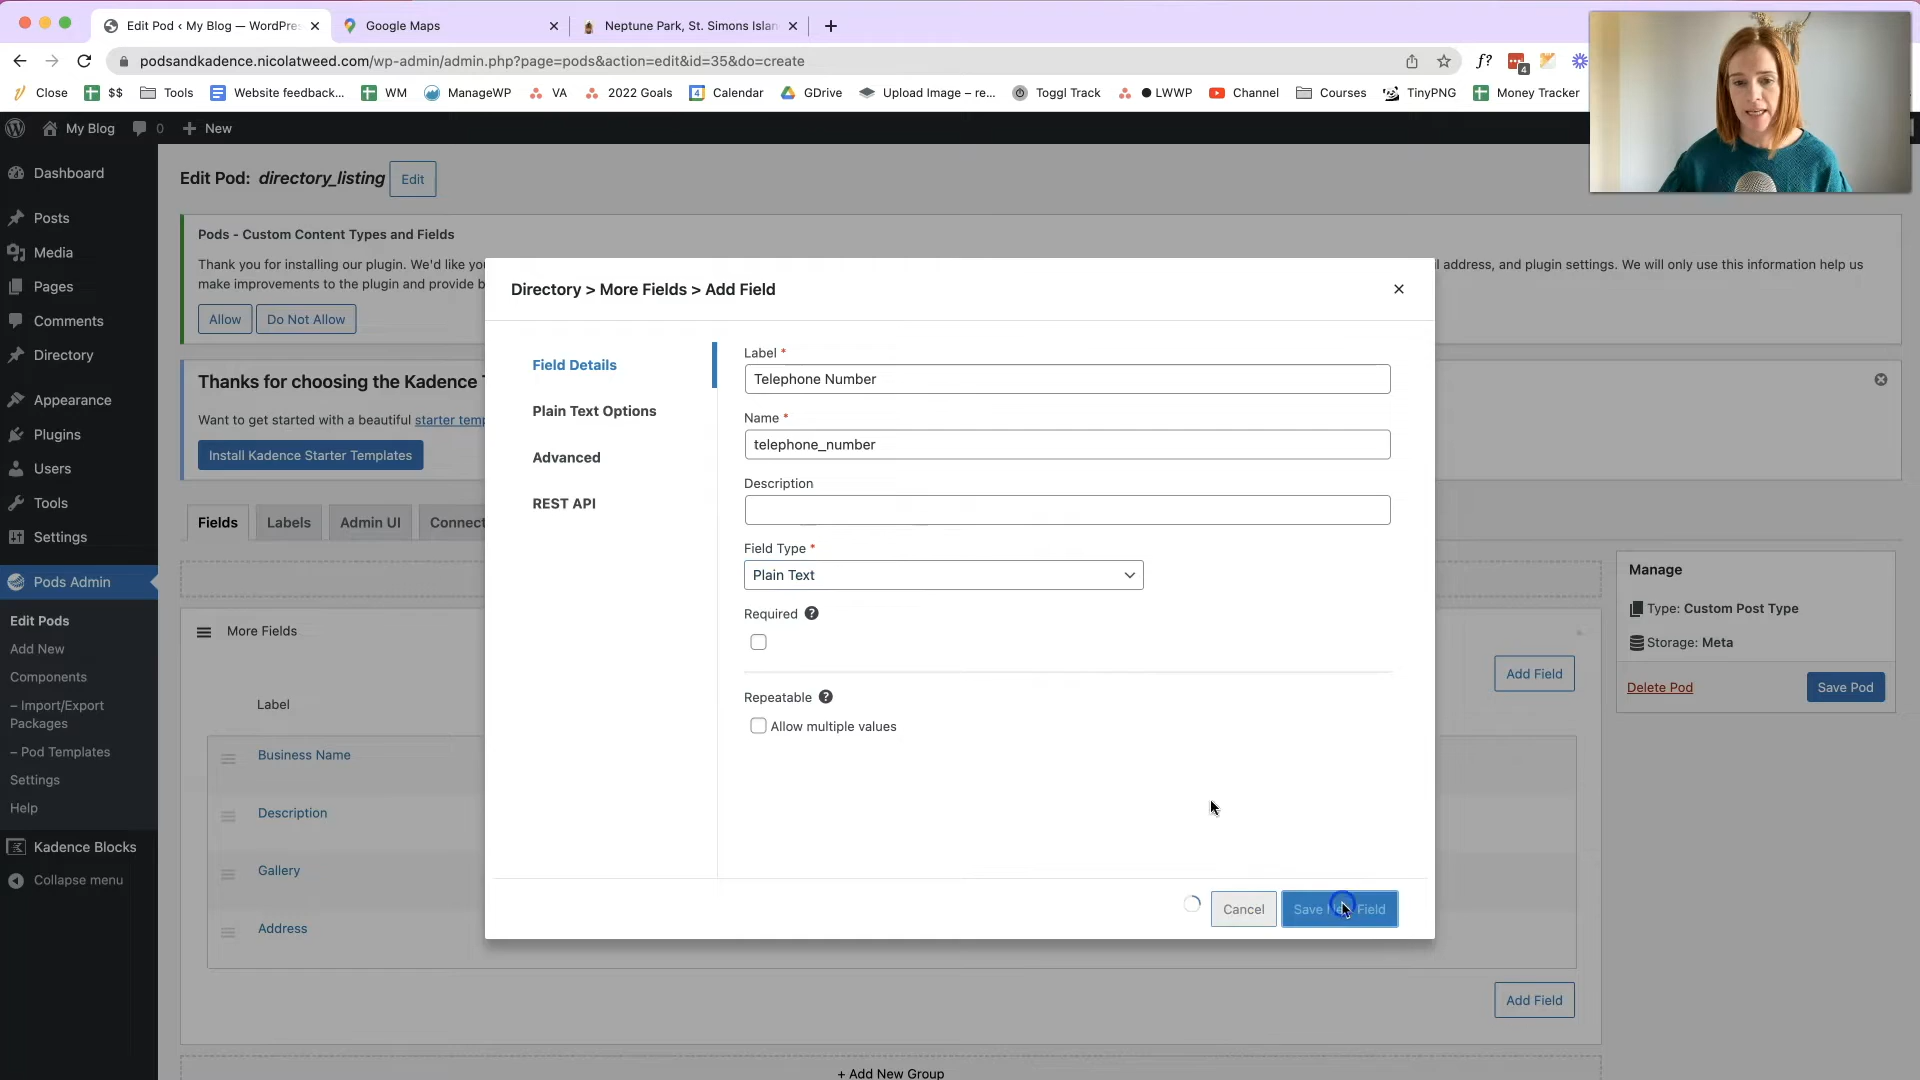 Edit Pod ‹ My Blog — WordPre
Google Maps
Neptune Park, St. Simons Islan
podsandkadence.nicolatweed.com/wp-admin/admin.php?page=pods&action=edit&id=35&do=create
f?
4
Close
$$
Tools
Website feedback...
WM
ManageWP
VA
2022 Goals
Calendar
GDrive
Upload Image – re...
Toggl Track
LWWP
Channel
Courses
TinyPNG
Money Tracker
My Blog
0
New
Dashboard
Posts
Media
Pages
Comments
Directory
Appearance
Plugins
Users
Tools
Settings
Pods Admin
Edit Pods
Add New
Components
– Import/Export
Packages
– Pod Templates
Settings
Help
Kadence Blocks
Collapse menu
Edit Pod: directory_listing
Edit
Pods - Custom Content Types and Fields
Thank you for installing our plugin. We'd like you
l address, and plugin settings. We will only use this information help us
make improvements to the plugin and provide b
Allow
Do Not Allow
Thanks for choosing the Kadence T
Want to get started with a beautiful starter temp
Install Kadence Starter Templates
Fields
Labels
Admin UI
Connect
More Fields
Add Field
Label
Business Name
Description
Gallery
Address
Add Field
+ Add New Group
Directory > More Fields > Add Field
Field Details
Plain Text Options
Advanced
REST API
Label *
Telephone Number
Name *
telephone_number
Description
Field Type *
Plain Text
Required
Repeatable
Allow multiple values
Cancel
Save New Field
Manage
Type: Custom Post Type
Storage: Meta
Delete Pod
Save Pod